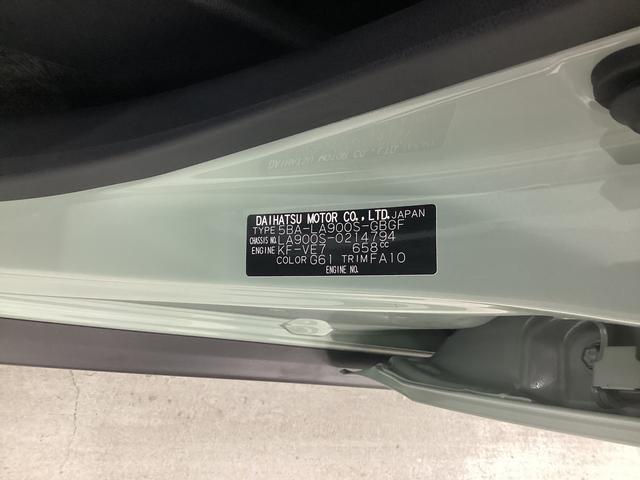 DAIHATSU MOTOR CO.,LTD. JAPAN
TYPE 5BA-LA900S-GBGF
CHASSIS NO. LA900S-0214794
ENGINE KF-VE7 658cc
COLOR G61 TRIM FA10
ENGINE NO.